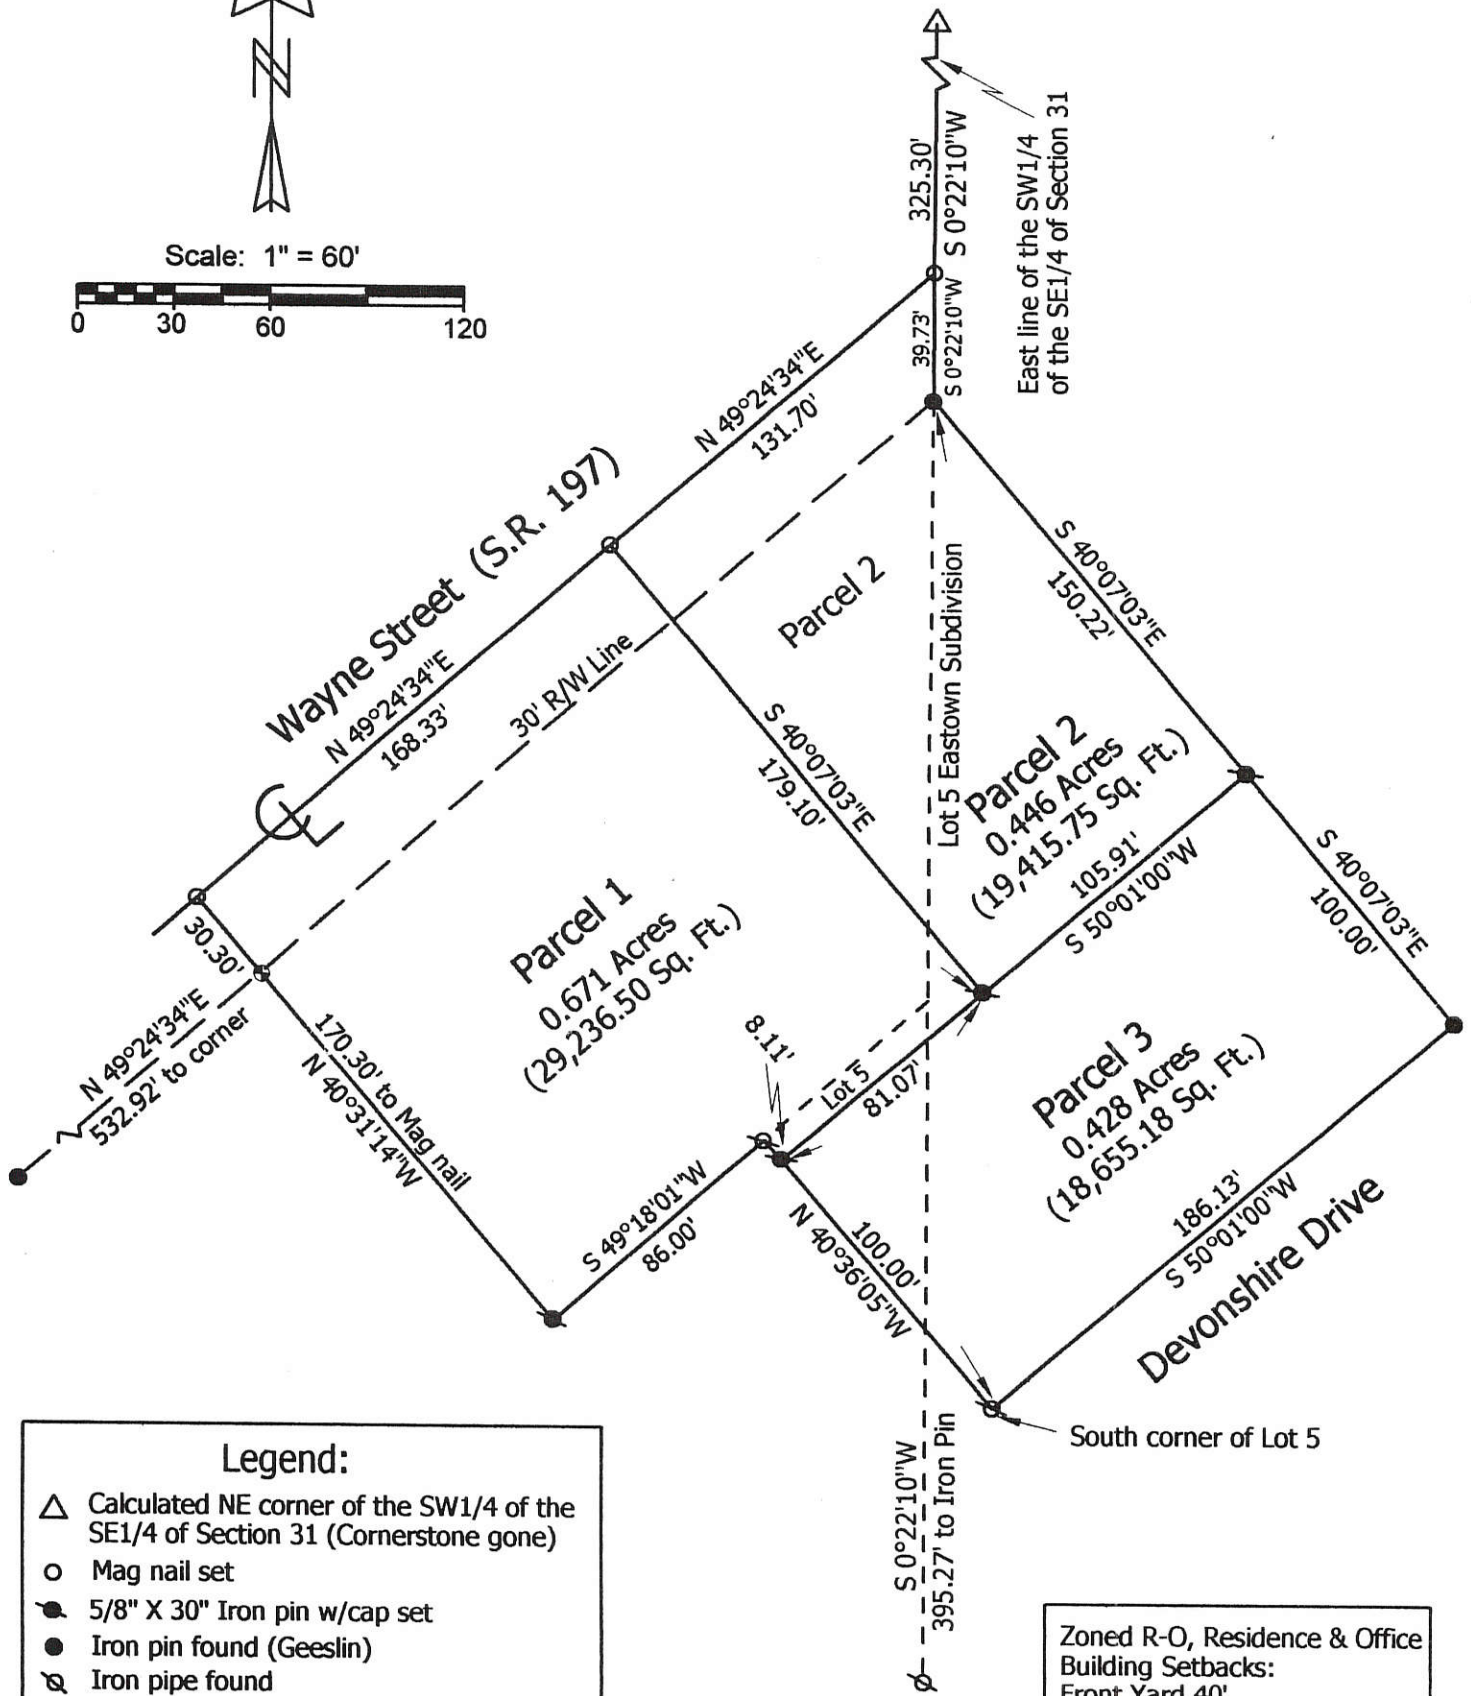 N
Scale: 1" = 60'
0 30 60 120
325.30'
S 0°22'10"W
East line of the SW1/4
of the SE1/4 of Section 31
39.73'
S 0°22'10"W
N 49°24'34"E
131.70'
Wayne Street (S.R. 197)
N 49°24'34"E
168.33'
30' R/W Line
Parcel 2
Lot 5 Eastown Subdivision
S 40°07'03"E
150.22'
S 40°07'03"E
179.10'
Parcel 2
0.446 Acres
(19,415.75 Sq. Ft.)
105.91'
S 50°01'00"W
S 40°07'03"E
100.00'
CL
30.30'
N 49°24'34"E
532.92' to corner
170.30' to Mag nail
N 40°31'14"W
Parcel 1
0.671 Acres
(29,236.50 Sq. Ft.)
8.11'
Lot 5
81.07'
S 49°18'01"W
86.00'
Parcel 3
0.428 Acres
(18,655.18 Sq. Ft.)
100.00'
N 40°36'05"W
186.13'
S 50°01'00"W
Devonshire Drive
South corner of Lot 5
S 0°22'10"W
395.27' to Iron Pin
Legend:
Calculated NE corner of the SW1/4 of the
SE1/4 of Section 31 (Cornerstone gone)
Mag nail set
5/8" X 30" Iron pin w/cap set
Iron pin found (Geeslin)
Iron pipe found
Zoned R-O, Residence & Office
Building Setbacks:
Front Yard 40'